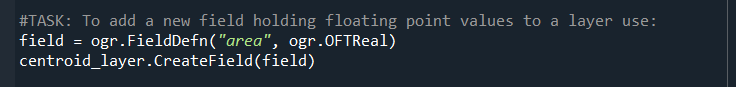 #TASK: To add a new field holding floating point values to a layer use:
field = ogr.FieldDefn("area", ogr.OFTReal)
centroid_layer.CreateField(field)